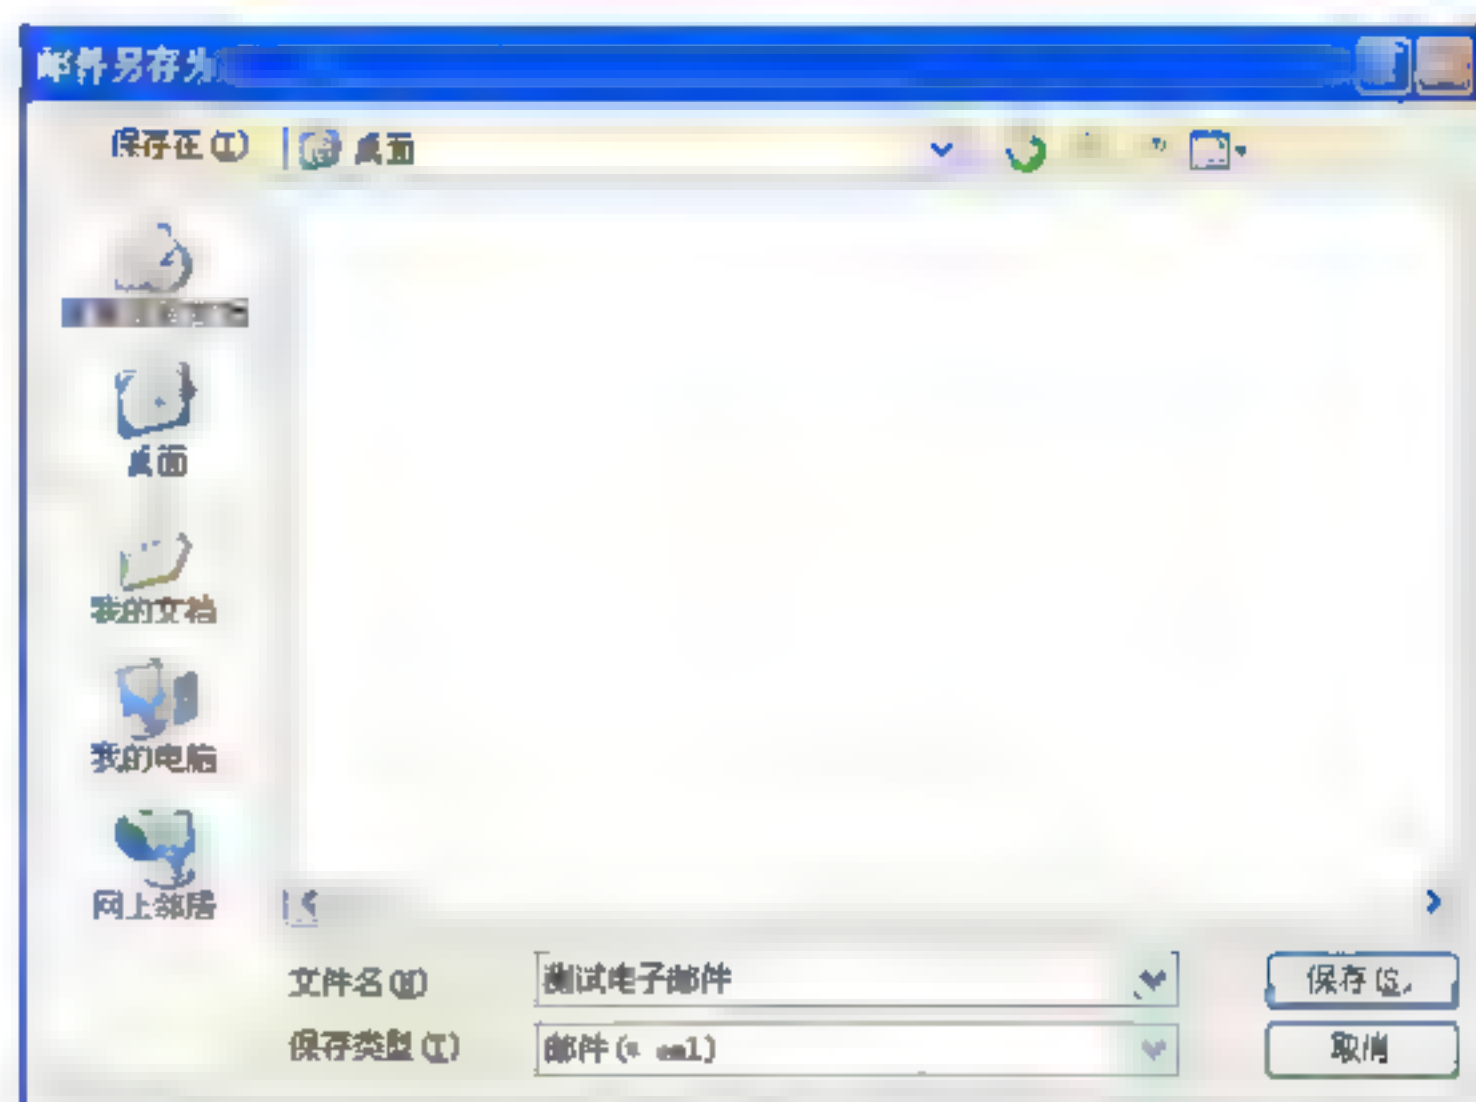 邮件另存为
保存在(I)
桌面
桌面
我的文档
我的电脑
网上邻居
文件名(N)
测试电子邮件
保存(S)
保存类型(T)
邮件(*.eml)
取消